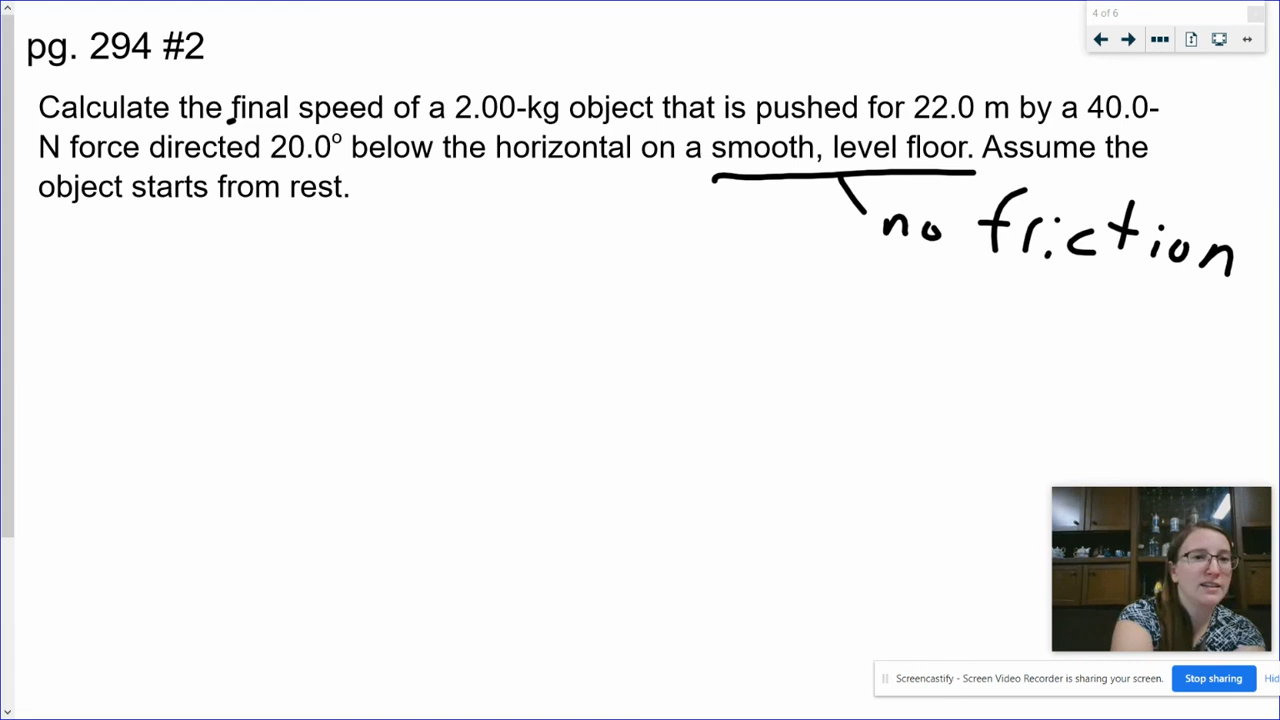 4 of 6
pg. 294 #2
Calculate the final speed of a 2.00-kg object that is pushed for 22.0 m by a 40.0-
N force directed 20.0º below the horizontal on a smooth, level floor. Assume the
object starts from rest.
no friction
Screencastify - Screen Video Recorder is sharing your screen.
Stop sharing
Hid